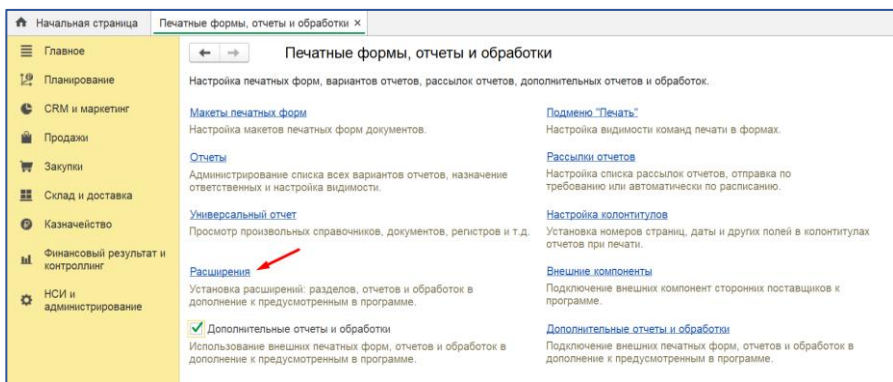 Начальная страница
Печатные формы, отчеты и обработки ×
Главное
Планирование
CRM и маркетинг
Продажи
Закупки
Склад и доставка
Казначейство
Финансовый результат и
контроллинг
НСИ и
администрирование
Печатные формы, отчеты и обработки
Настройка печатных форм, вариантов отчетов, рассылок отчетов, дополнительных отчетов и обработок.
Макеты печатных форм
Настройка макетов печатных форм документов.
Отчеты
Администрирование списка всех вариантов отчетов, назначение
ответственных и настройка видимости.
Универсальный отчет
Просмотр произвольных справочников, документов, регистров и т.д.
Расширения
Установка расширений: разделов, отчетов и обработок в
дополнение к предусмотренным в программе.
Дополнительные отчеты и обработки
Использование внешних печатных форм, отчетов и обработок в
дополнение к предусмотренным в программе.
Подменю "Печать"
Настройка видимости команд печати в формах.
Рассылки отчетов
Настройка списка рассылок отчетов, отправка по
требованию или автоматически по расписанию.
Настройка колонтитулов
Установка номеров страниц, даты и других полей в колонтитулах
отчетов при печати.
Внешние компоненты
Подключение внешних компонент сторонних поставщиков к
программе.
Дополнительные отчеты и обработки
Подключение внешних печатных форм, отчетов и обработок в
дополнение к предусмотренным в программе.